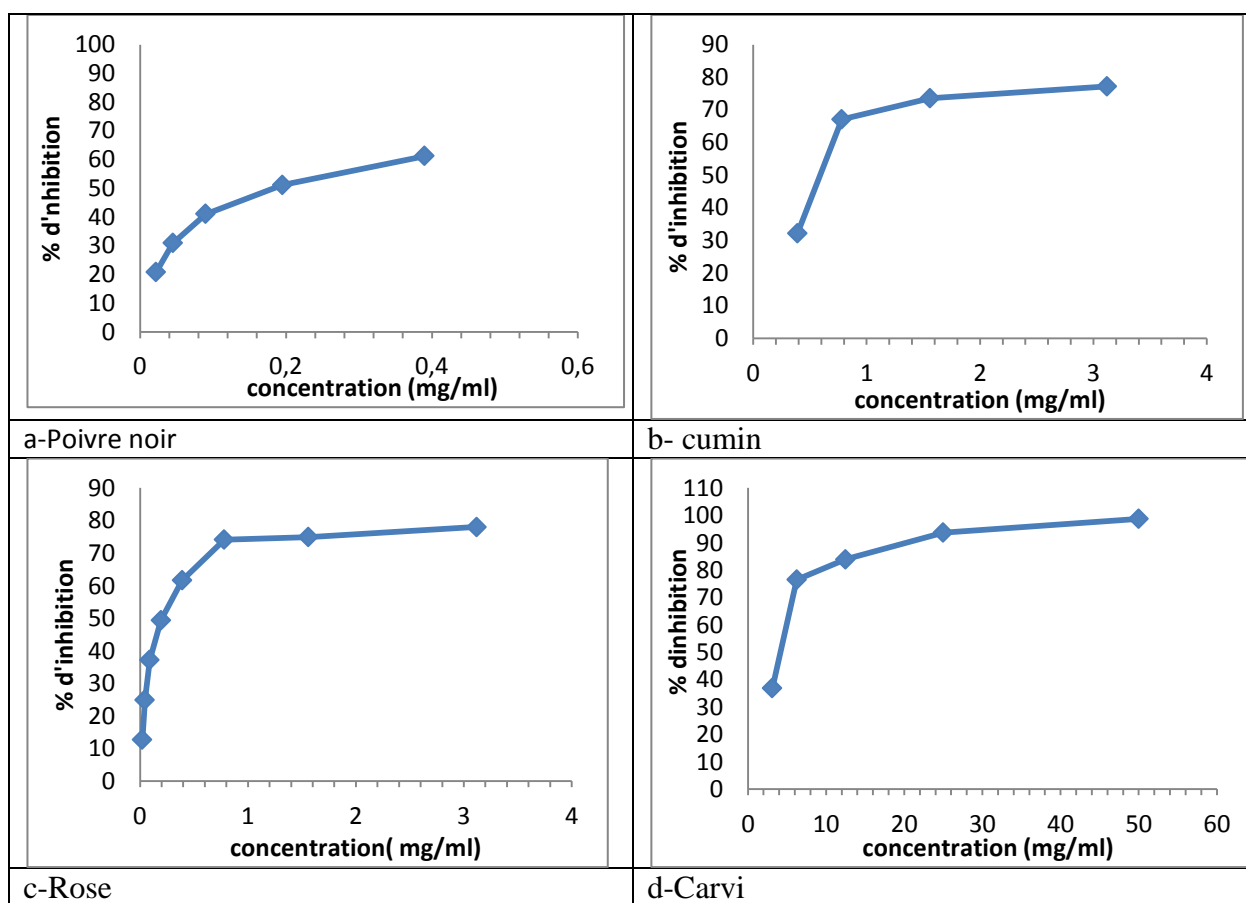 100
90
80
70
60
50
40
30
20
10
0
% d'nhibition
0 0,2 0,4 0,6
concentration (mg/ml)
90
80
70
60
50
40
30
20
10
0
% d'inhibition
0 1 2 3 4
concentration (mg/ml)
a-Poivre noir
b- cumin
90
80
70
60
50
40
30
20
10
0
% d'inhibition
0 1 2 3 4
concentration( mg/ml)
110
100
90
80
70
60
50
40
30
20
10
0
% dinhibition
0 10 20 30 40 50 60
concentration (mg/ml)
c-Rose
d-Carvi